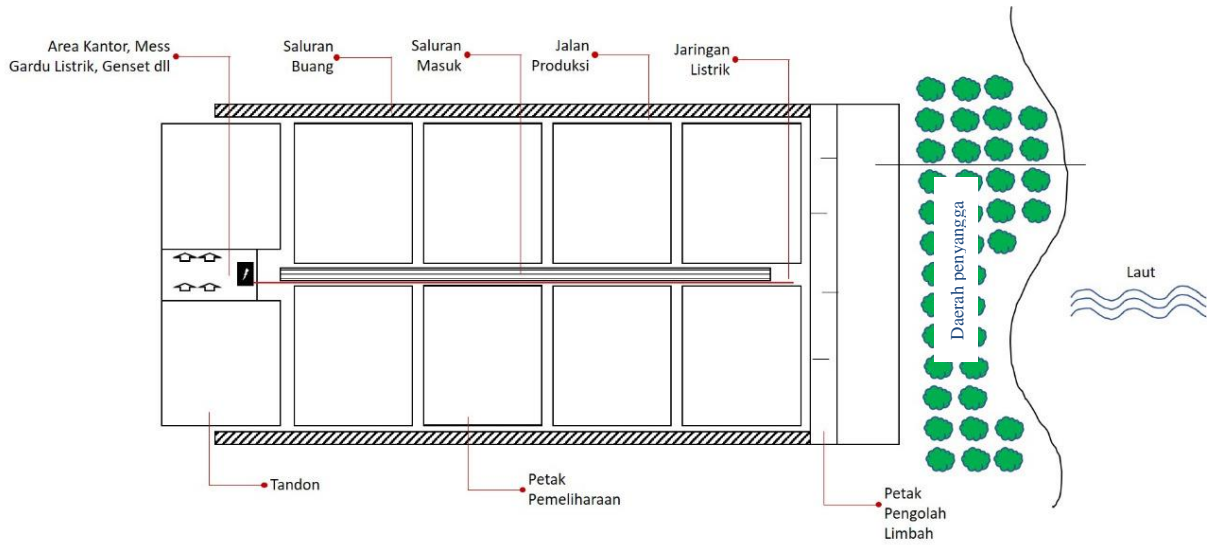 Area Kantor, Mess
Gardu Listrik, Genset dll
Saluran
Buang
Saluran
Masuk
Jalan
Produksi
Jaringan
Listrik
Daerah penyangga
Laut
Tandon
Petak
Pemeliharaan
Petak
Pengolah
Limbah